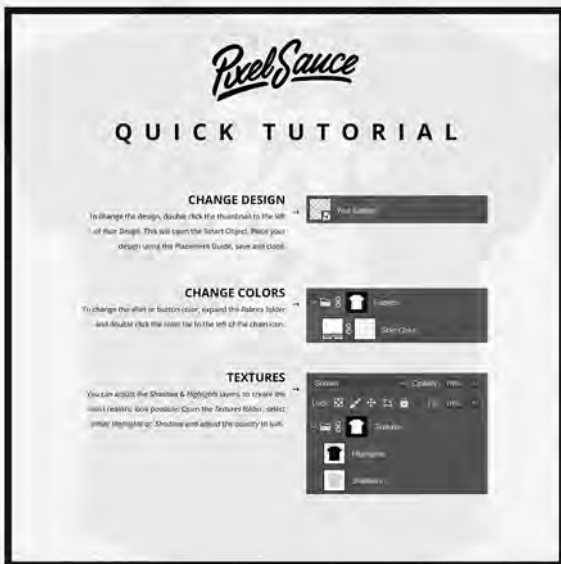 Pixel Sauce
QUICK TUTORIAL
CHANGE DESIGN
To change the design, double click the thumbnail to the left
of Your Design. This will open the Smart Object. Place your
design using the Placement Guide, save and close.
Your Design
CHANGE COLORS
To change the shirt or button color, expand the Fabrics folder
and double click the color tile to the left of the chain icon.
Fabrics
Shirt Color
TEXTURES
You can adjust the Shadows & Highlights layers, to create the
most realistic look possible. Open the Textures folder, select
either Highlights or Shadows and adjust the opacity to suit.
Screen
Opacity:
Lock:
Textures
Highlights
Shadows